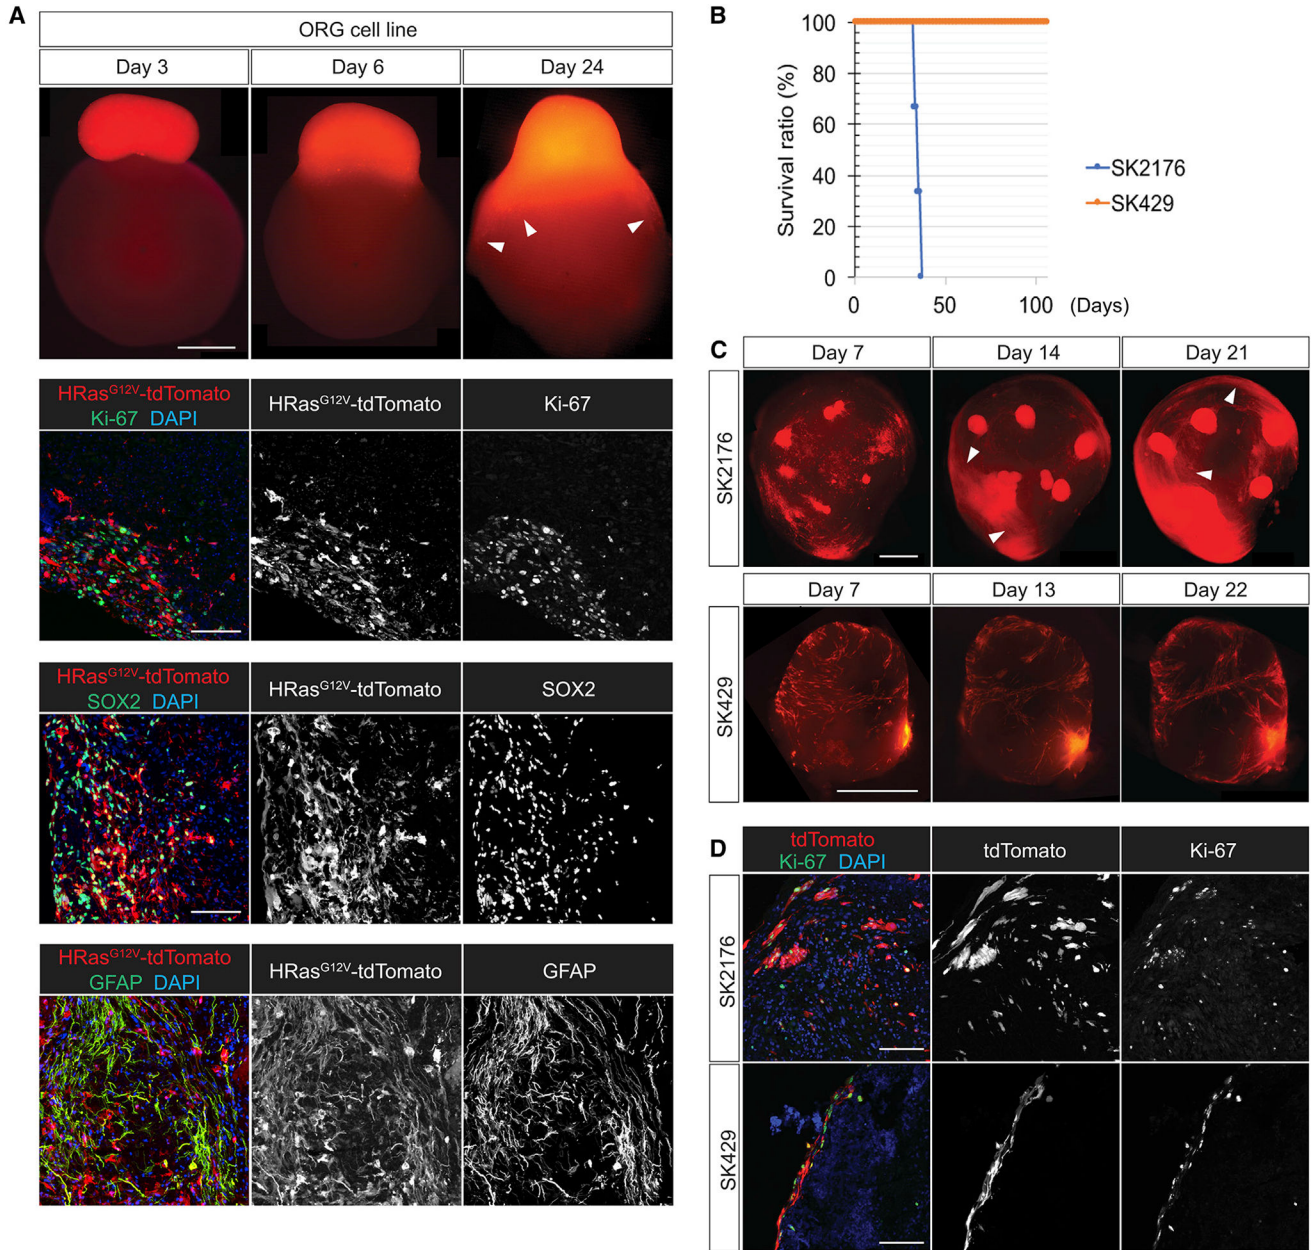 A
ORG cell line
Day 3 Day 6 Day 24
HRasG12V-tdTomato
Ki-67 DAPI
HRasG12V-tdTomato
Ki-67
HRasG12V-tdTomato
SOX2 DAPI
HRasG12V-tdTomato
SOX2
HRasG12V-tdTomato
GFAP DAPI
HRasG12V-tdTomato
GFAP
B
Survival ratio (%)
100
80
60
40
20
0
0 50 100 (Days)
SK2176
SK429
C
Day 7 Day 14 Day 21
SK2176
Day 7 Day 13 Day 22
SK429
D
tdTomato
Ki-67 DAPI
tdTomato
Ki-67
SK2176
SK429